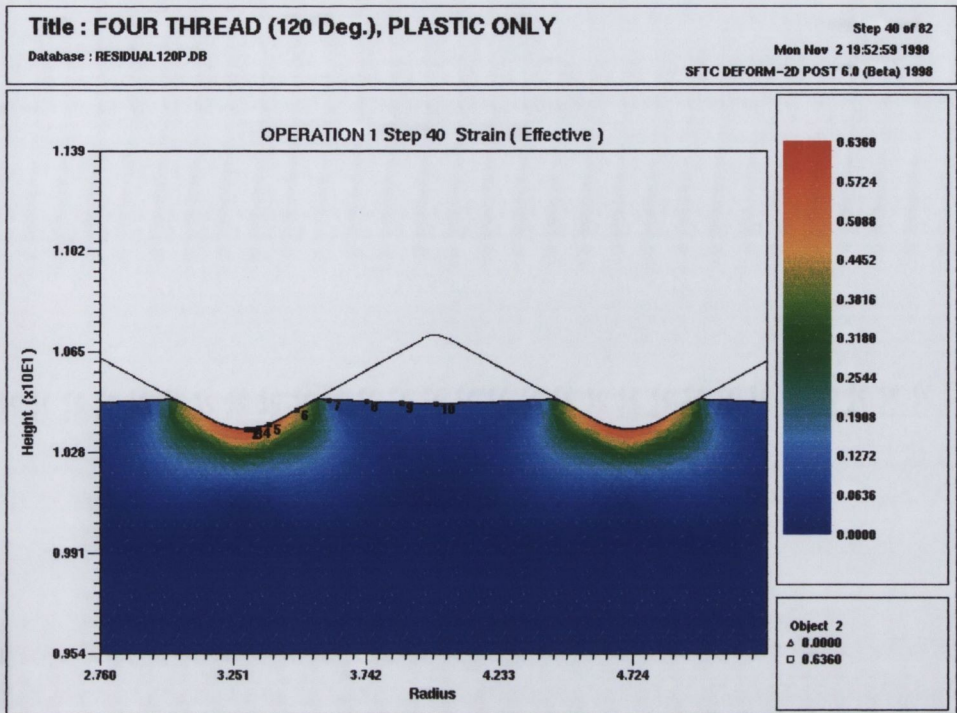 Title : FOUR THREAD (120 Deg.), PLASTIC ONLY
Database : RESIDUAL120P.DB
Step 40 of 82
Mon Nov 2 19:52:59 1998
SFTC DEFORM-2D POST 6.0 (Beta) 1998
OPERATION 1 Step 40 Strain ( Effective )
1.139
1.102
1.065
1.028
0.991
0.954
Height (x10E1)
3 4 5 6 7 8 9 10
2.760 3.251 3.742 4.233 4.724
Radius
0.6360
0.5724
0.5088
0.4452
0.3816
0.3180
0.2544
0.1908
0.1272
0.0636
0.0000
Object 2
△ 0.0000
□ 0.6360